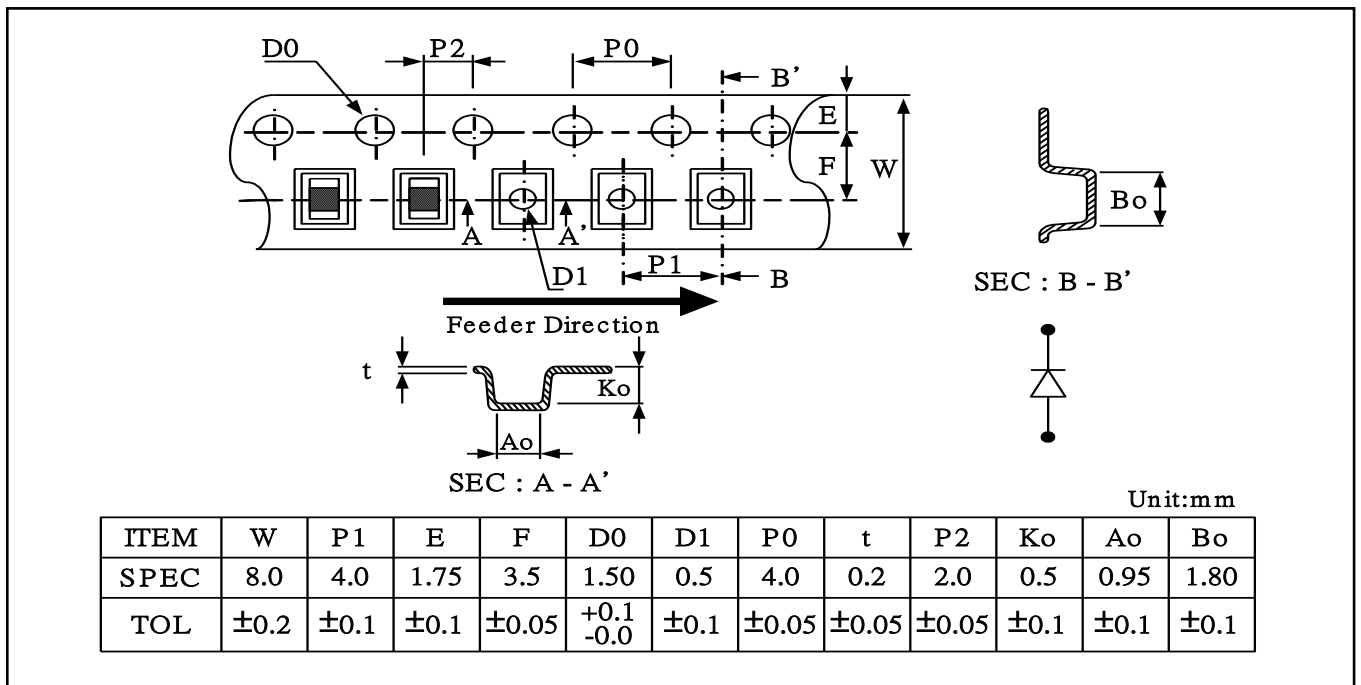 D0
P2
P0
B'
E
F
W
A
A'
D1
P1
B
Feeder Direction
Bo
SEC : B - B'
t
Ko
Ao
SEC : A - A'
Unit:mm
ITEM W P1 E F D0 D1 P0 t P2 Ko Ao Bo
SPEC 8.0 4.0 1.75 3.5 1.50 0.5 4.0 0.2 2.0 0.5 0.95 1.80
TOL ±0.2 ±0.1 ±0.1 ±0.05 +0.1 -0.0 ±0.1 ±0.05 ±0.05 ±0.05 ±0.1 ±0.1 ±0.1